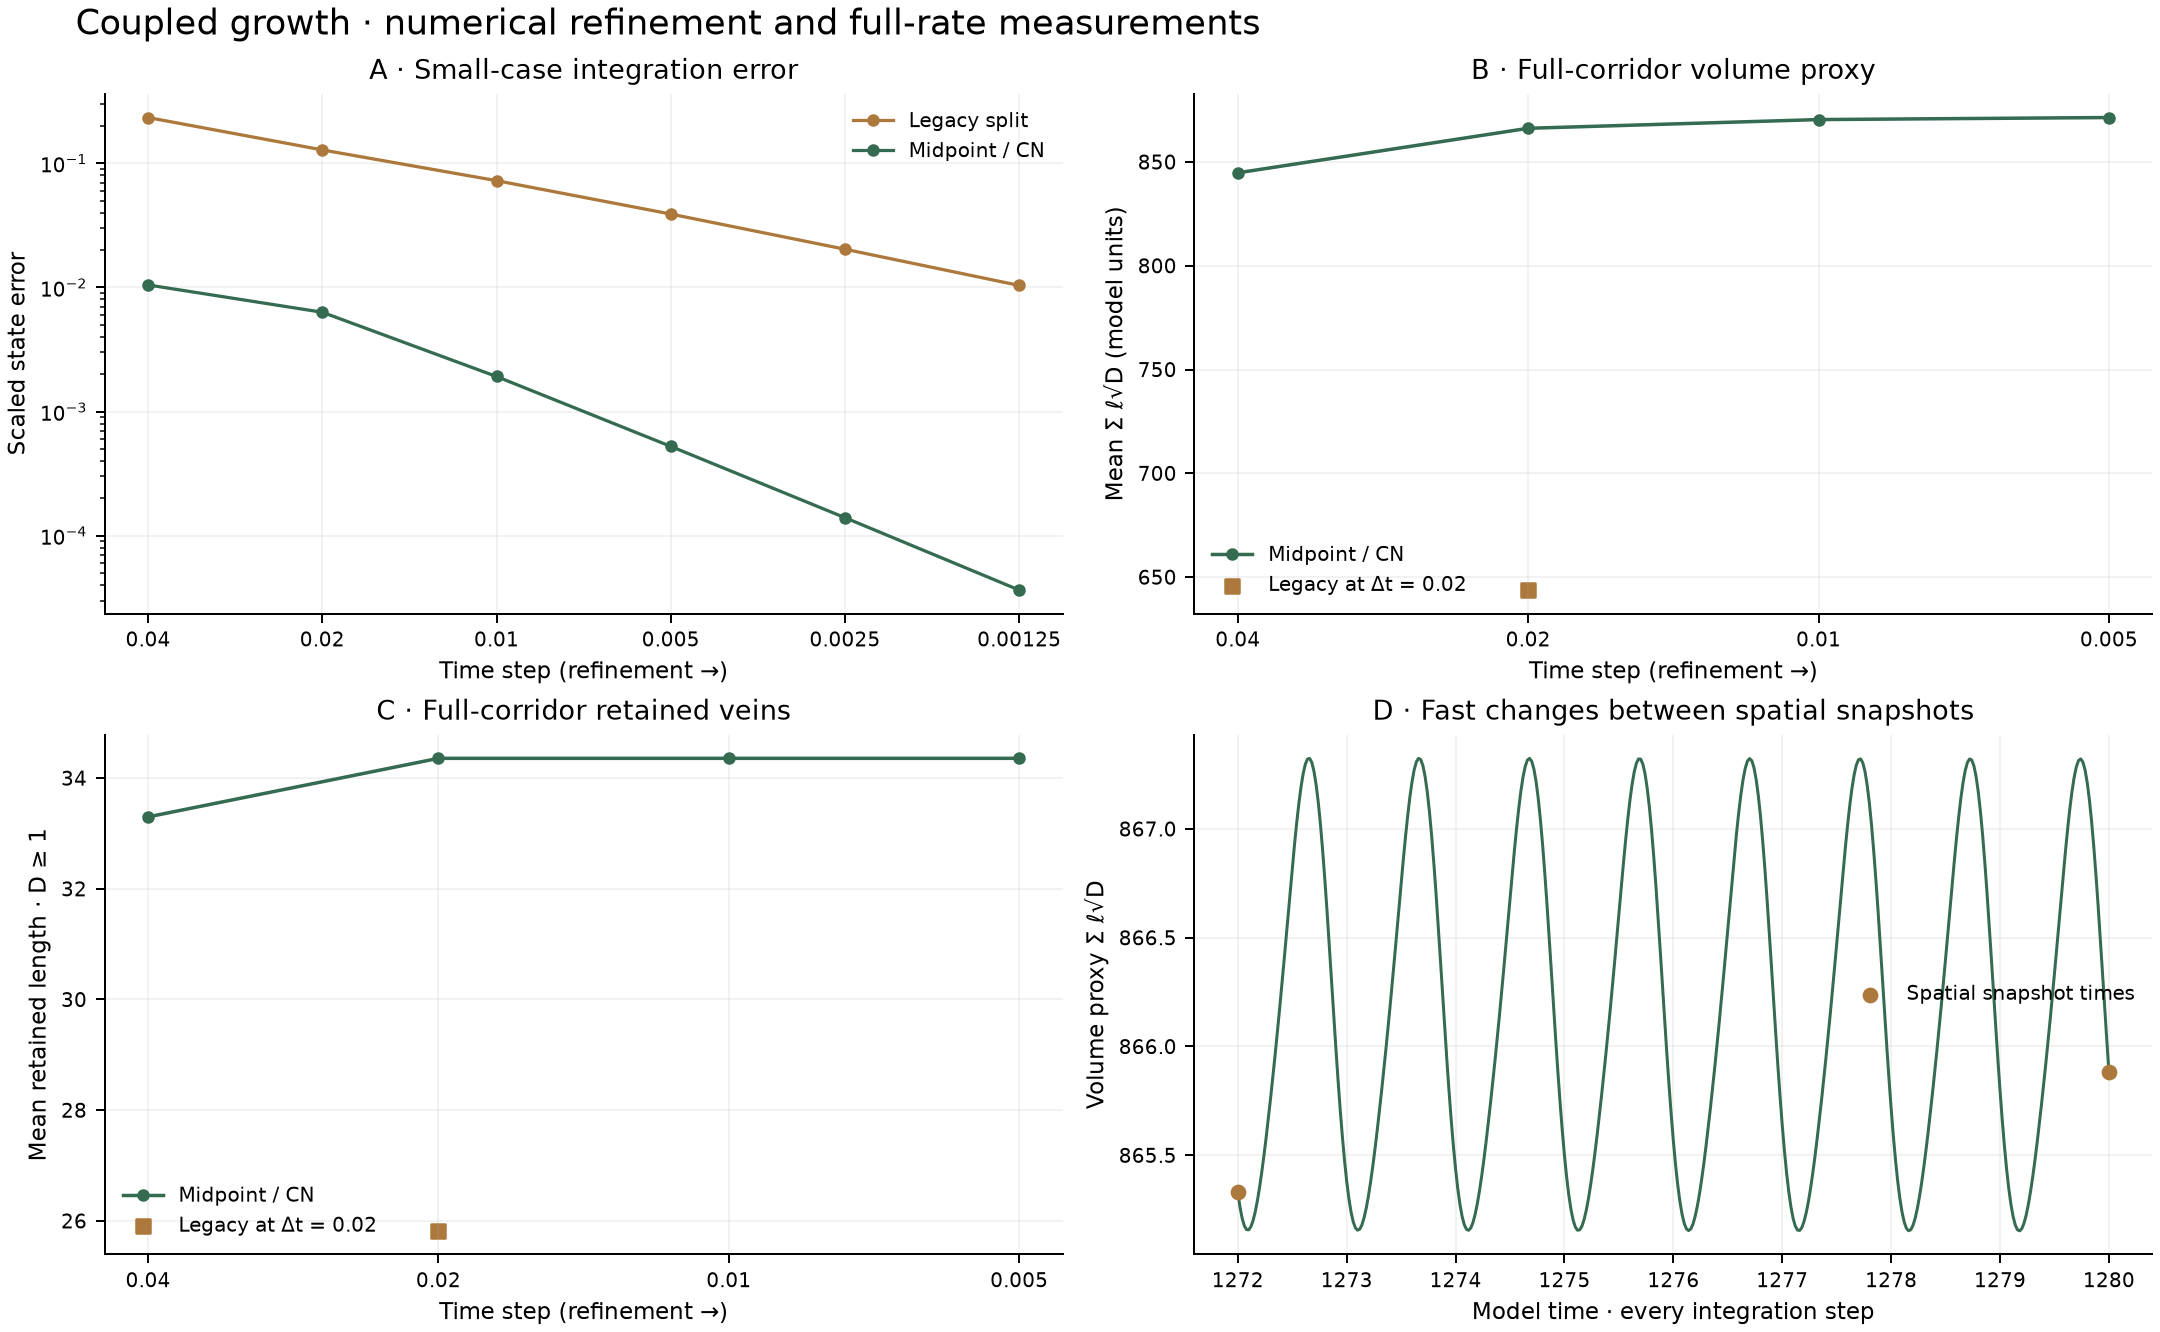 Coupled growth · numerical refinement and full-rate measurements
A · Small-case integration error
Legacy split
Midpoint / CN
Scaled state error
10⁻¹
10⁻²
10⁻³
10⁻⁴
0.04 0.02 0.01 0.005 0.0025 0.00125
Time step (refinement →)
B · Full-corridor volume proxy
Mean Σ ℓ√D (model units)
850
800
750
700
650
Midpoint / CN
Legacy at Δt = 0.02
0.04 0.02 0.01 0.005
Time step (refinement →)
C · Full-corridor retained veins
Mean retained length · D ≥ 1
34
32
30
28
26
Midpoint / CN
Legacy at Δt = 0.02
0.04 0.02 0.01 0.005
Time step (refinement →)
D · Fast changes between spatial snapshots
Volume proxy Σ ℓ√D
867.0
866.5
866.0
865.5
Spatial snapshot times
1272 1273 1274 1275 1276 1277 1278 1279 1280
Model time · every integration step